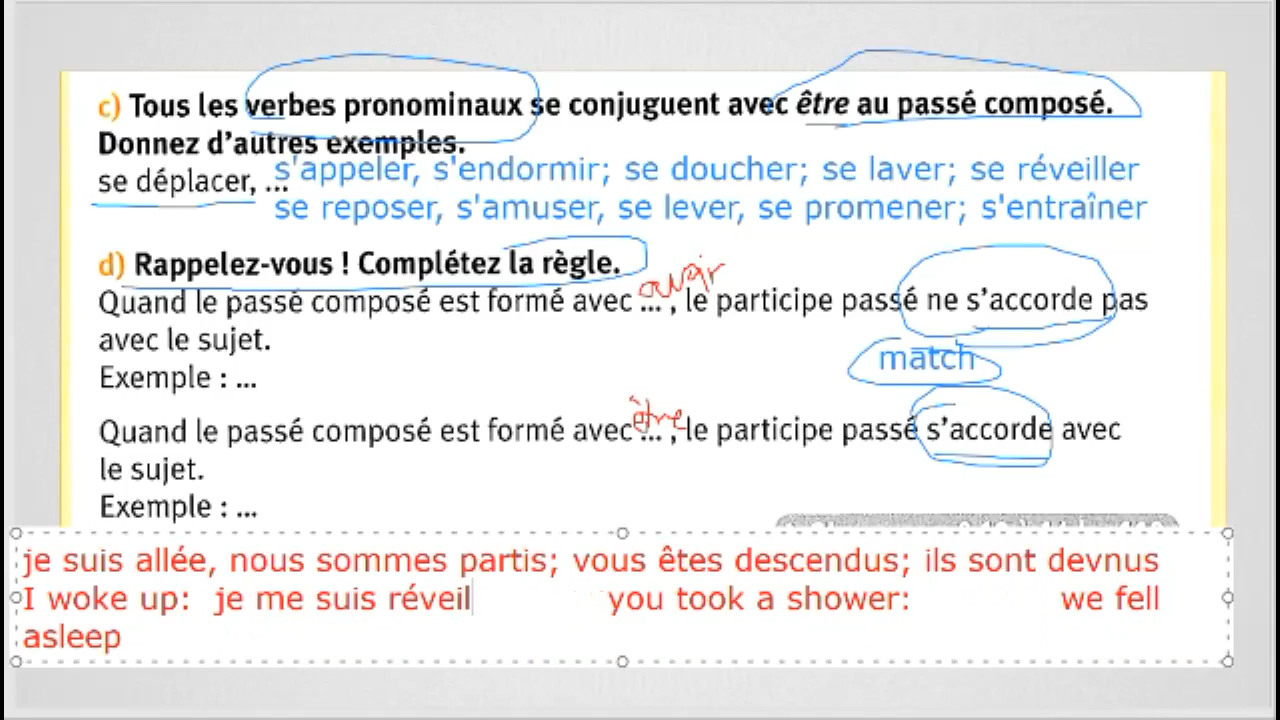 c) Tous les verbes pronominaux se conjuguent avec être au passé composé.
Donnez d'autres exemples.
se déplacer, ... s'appeler, s'endormir; se doucher; se laver; se réveiller
se reposer, s'amuser, se lever, se promener; s'entraîner
d) Rappelez-vous ! Complétez la règle.
Quand le passé composé est formé avec ... avoir, le participe passé ne s'accorde pas
avec le sujet.
match
Exemple : ...
Quand le passé composé est formé avec ... être, le participe passé s'accorde avec
le sujet.
Exemple : ...
je suis allée, nous sommes partis; vous êtes descendus; ils sont devnus
I woke up: je me suis réveil you took a shower: we fell
asleep